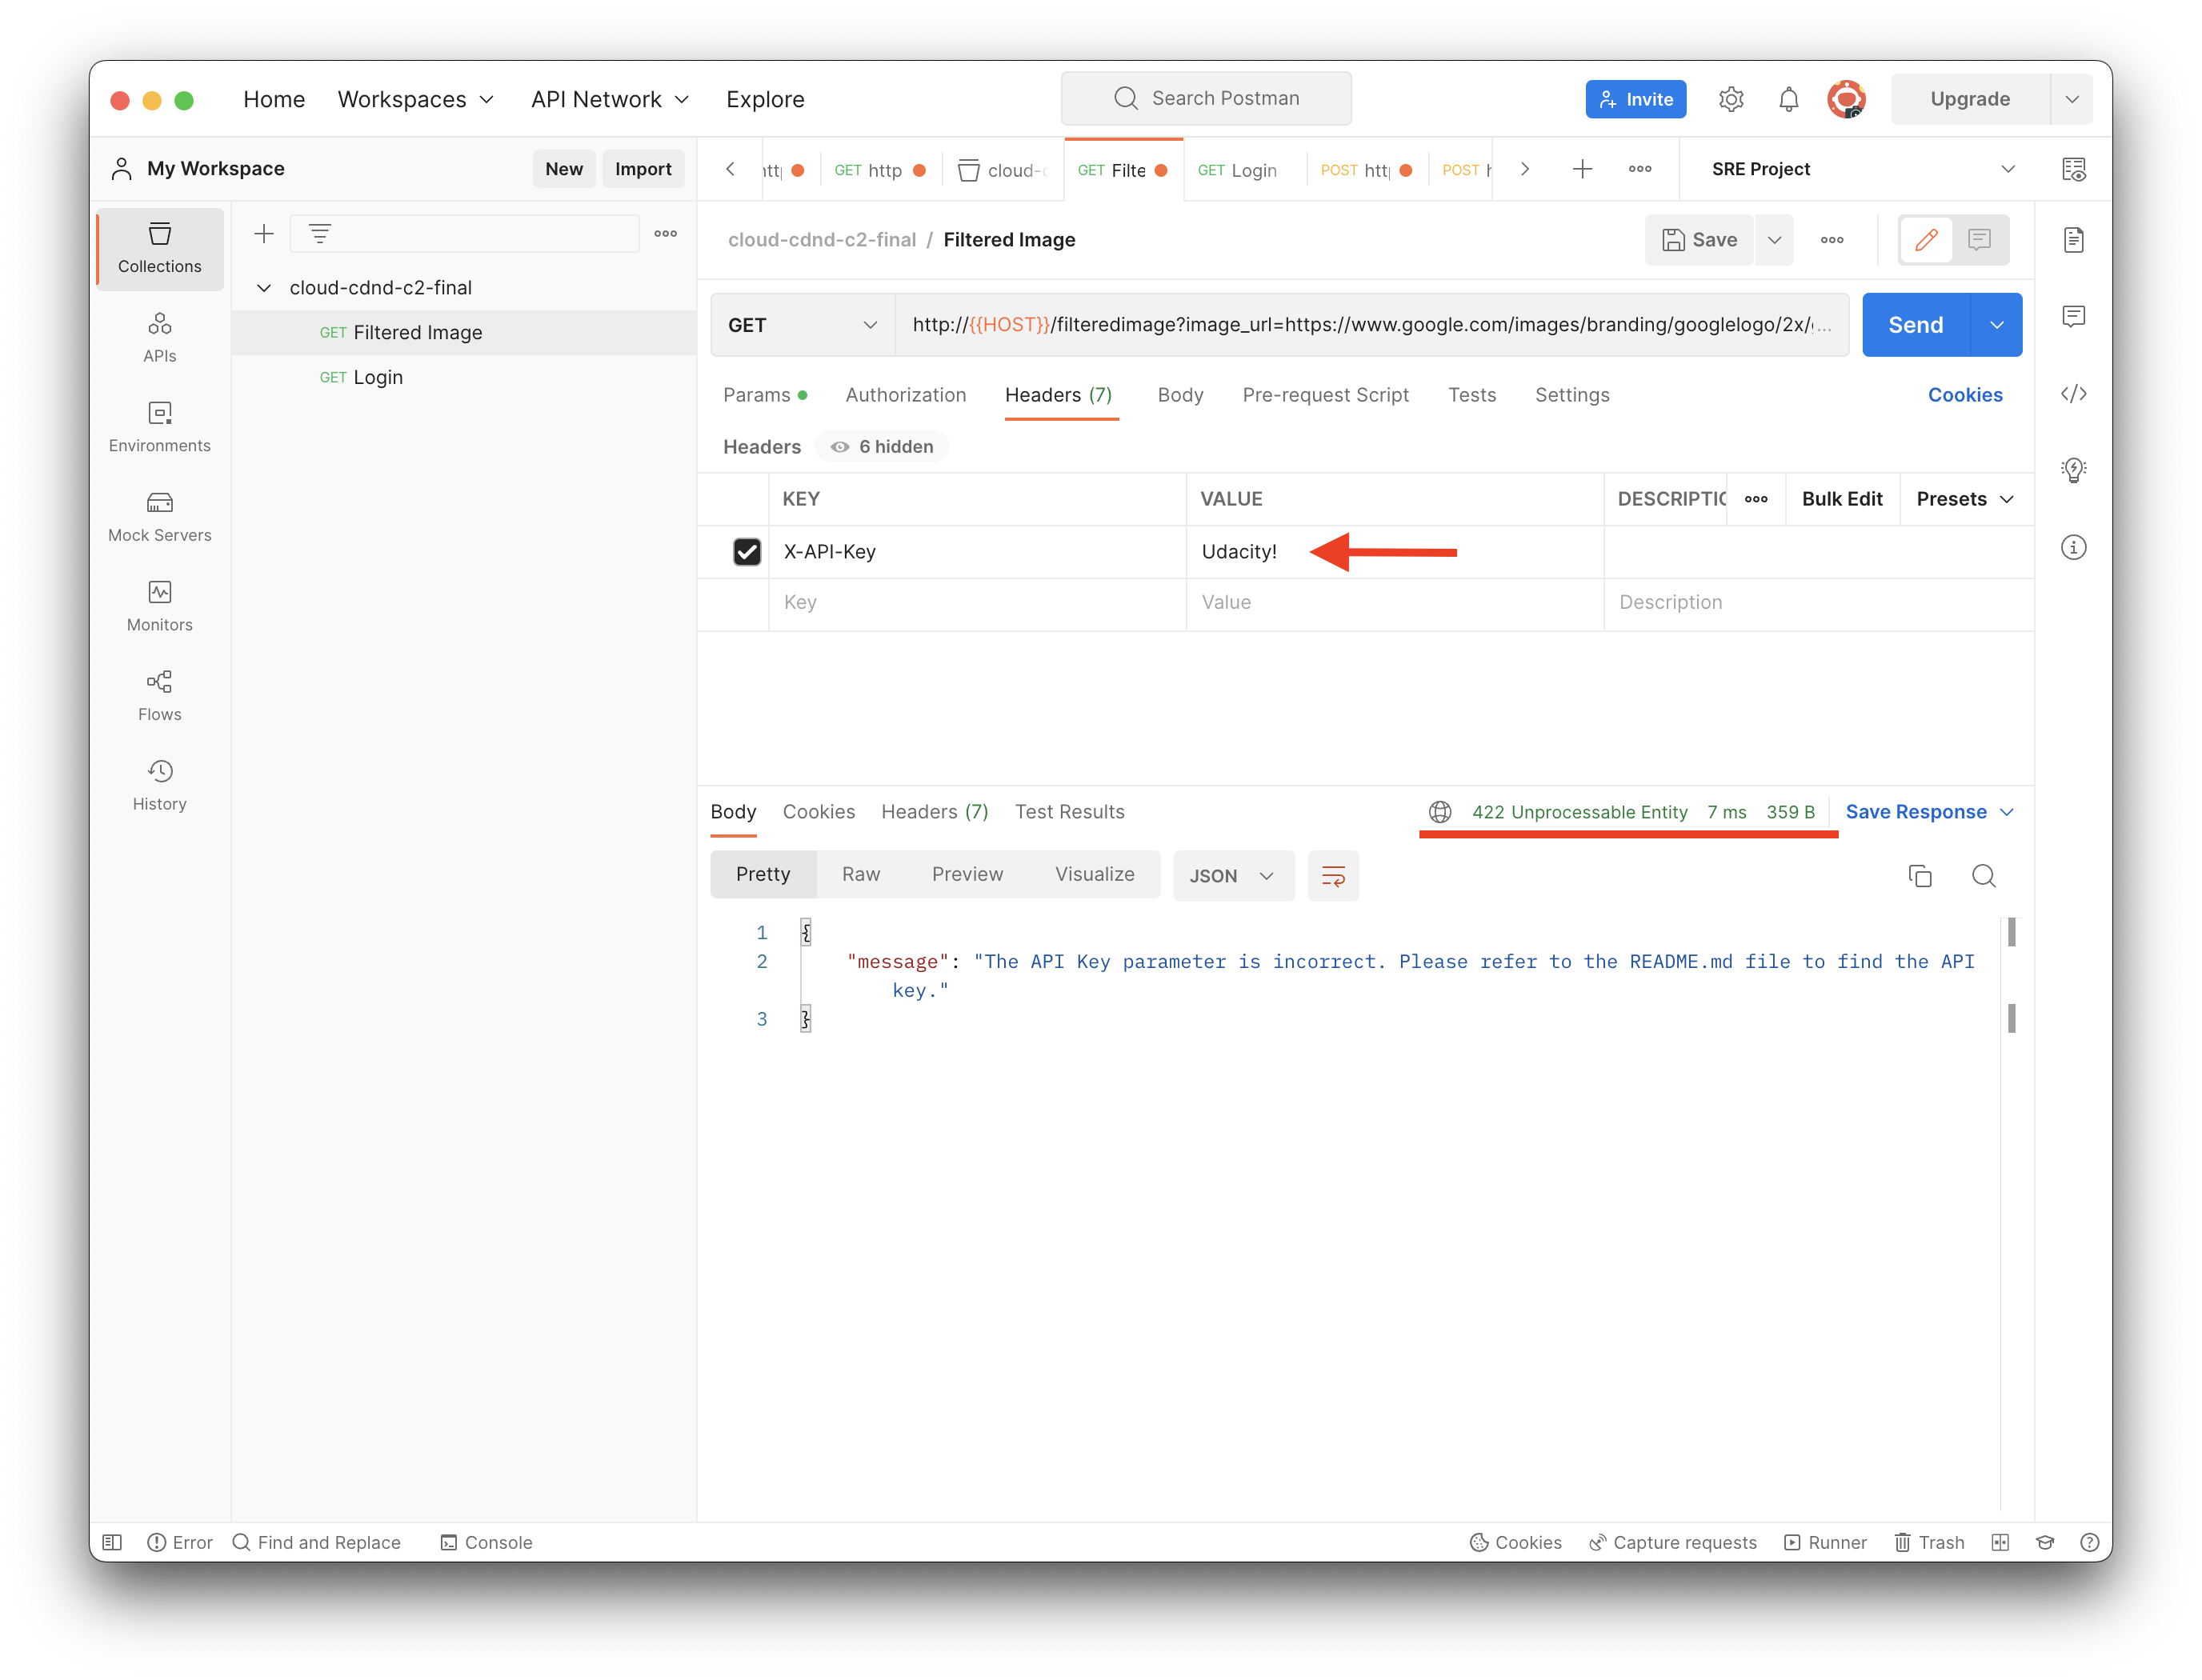 Home Workspaces API Network Explore Search Postman Invite Upgrade
My Workspace New Import GET http cloud-c GET Filte GET Login POST htt POST SRE Project
Collections
APIs
Environments
Mock Servers
Monitors
Flows
History
cloud-cdnd-c2-final
GET Filtered Image
GET Login
cloud-cdnd-c2-final / Filtered Image Save
GET http://{{HOST}}/filteredimage?image_url=https://www.google.com/images/branding/googlelogo/2x/... Send
Params Authorization Headers (7) Body Pre-request Script Tests Settings Cookies
Headers 6 hidden
KEY VALUE DESCRIPTIO Bulk Edit Presets
X-API-Key Udacity!
Key Value Description
Body Cookies Headers (7) Test Results 422 Unprocessable Entity 7 ms 359 B Save Response
Pretty Raw Preview Visualize JSON
1 {
2 "message": "The API Key parameter is incorrect. Please refer to the README.md file to find the API
key."
3 }
Error Find and Replace Console Cookies Capture requests Runner Trash